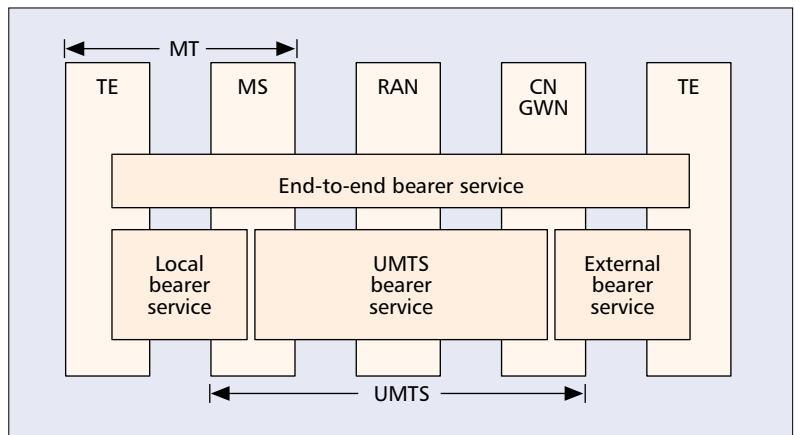 MT
TE
MS
RAN
CN
GWN
TE
End-to-end bearer service
Local
bearer
service
UMTS
bearer
service
External
bearer
service
UMTS